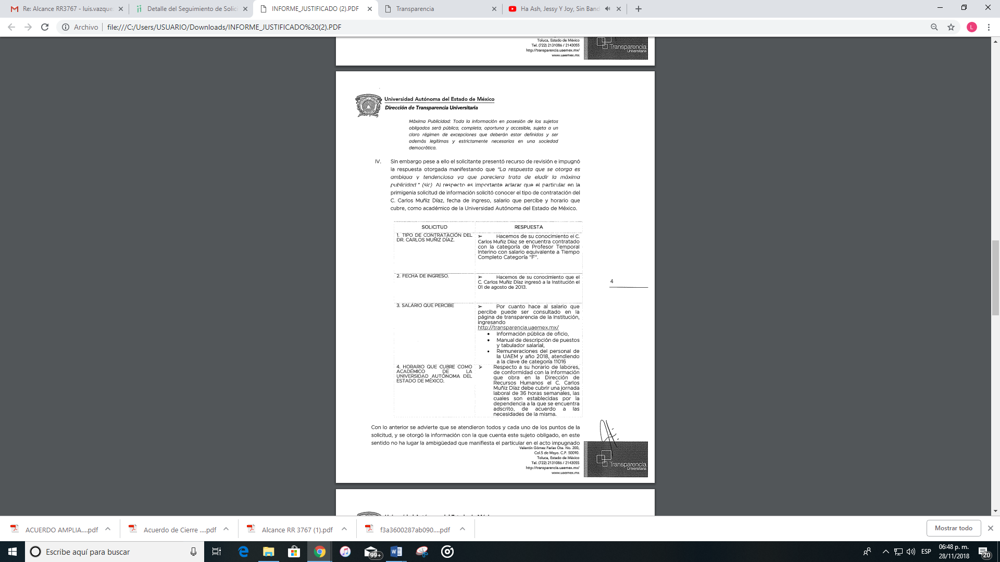 Re: Alcance RR3767 - luis.vazque
Detalle del Seguimiento de Solici
INFORME_JUSTIFICADO (2).PDF
Transparencia
Ha Ash, Jessy Y Joy, Sin Band
Archivo
file:///C:/Users/USUARIO/Downloads/INFORME_JUSTIFICADO%20(2).PDF
L
Toluca, Estado de México
Tel. (722) 2131086 / 2143055
http://transparencia.uaemex.mx/
www.uaemex.mx
Transparencia
Universitaria
Universidad Autónoma del Estado de México
Dirección de Transparencia Universitaria
Máxima Publicidad: Toda la información en posesión de los sujetos
obligados será pública, completa, oportuna y accesible, sujeta a un
claro régimen de excepciones que deberán estar definidas y ser
además legítimas y estrictamente necesarias en una sociedad
democrática.
IV. Sin embargo pese a ello el solicitante presentó recurso de revisión e impugnó
la respuesta otorgada manifestando que "La respuesta que se otorga es
ambigua y tendenciosa ya que pareciera trata de eludir la máxima
publicidad" (sic) Al respecto es importante aclarar que el particular en la
primigenia solicitud de información solicitó conocer el tipo de contratación del
C. Carlos Muñiz Díaz, fecha de ingreso, salario que percibe y horario que
cubre, como académico de la Universidad Autónoma del Estado de México.
SOLICITUD
RESPUESTA
1. TIPO DE CONTRATACIÓN DEL
DR. CARLOS MUÑIZ DÍAZ.
➢ Hacemos de su conocimiento el C.
Carlos Muñiz Díaz se encuentra contratado
con la categoría de Profesor Temporal
Interino con salario equivalente a Tiempo
Completo Categoría "F".
2. FECHA DE INGRESO.
➢ Hacemos de su conocimiento que el
C. Carlos Muñiz Díaz ingresó a la Institución el
01 de agosto de 2013.
4
3. SALARIO QUE PERCIBE
➢ Por cuanto hace al salario que
percibe puede ser consultado en la
página de transparencia de la Institución,
ingresando
http://transparencia.uaemex.mx/
• Información pública de oficio,
• Manual de descripción de puestos
y tabulador salarial,
• Remuneraciones del personal de
la UAEM y año 2018, atendiendo
a la clave de categoría 11016
4. HORARIO QUE CUBRE COMO
ACADÉMICO DE LA
UNIVERSIDAD AUTÓNOMA DEL
ESTADO DE MÉXICO.
➢ Respecto a su horario de labores,
de conformidad con la información
que obra en la Dirección de
Recursos Humanos el C. Carlos
Muñiz Díaz debe cubrir una jornada
laboral de 36 horas semanales, las
cuales son establecidas por la
dependencia a la que se encuentra
adscrito, de acuerdo a las
necesidades de la misma.
Con lo anterior se advierte que se atendieron todos y cada uno de los puntos de la
solicitud, y se otorgó la información con la que cuenta este sujeto obligado, en este
sentido no ha lugar la ambigüedad que manifiesta el particular en el acto impugnado
Valentín Gómez Farías Ote. No. 200,
Col.5 de Mayo. C.P. 50090.
Toluca, Estado de México
Tel. (722) 2131086 / 2143055
http://transparencia.uaemex.mx/
www.uaemex.mx
Transparencia
Universitaria
ACUERDO AMPLIA....pdf
Acuerdo de Cierre ....pdf
Alcance RR 3767 (1).pdf
f3a3600287ab090....pdf
Mostrar todo
Escribe aquí para buscar
99+
ESP
06:48 p. m.
28/11/2018
20